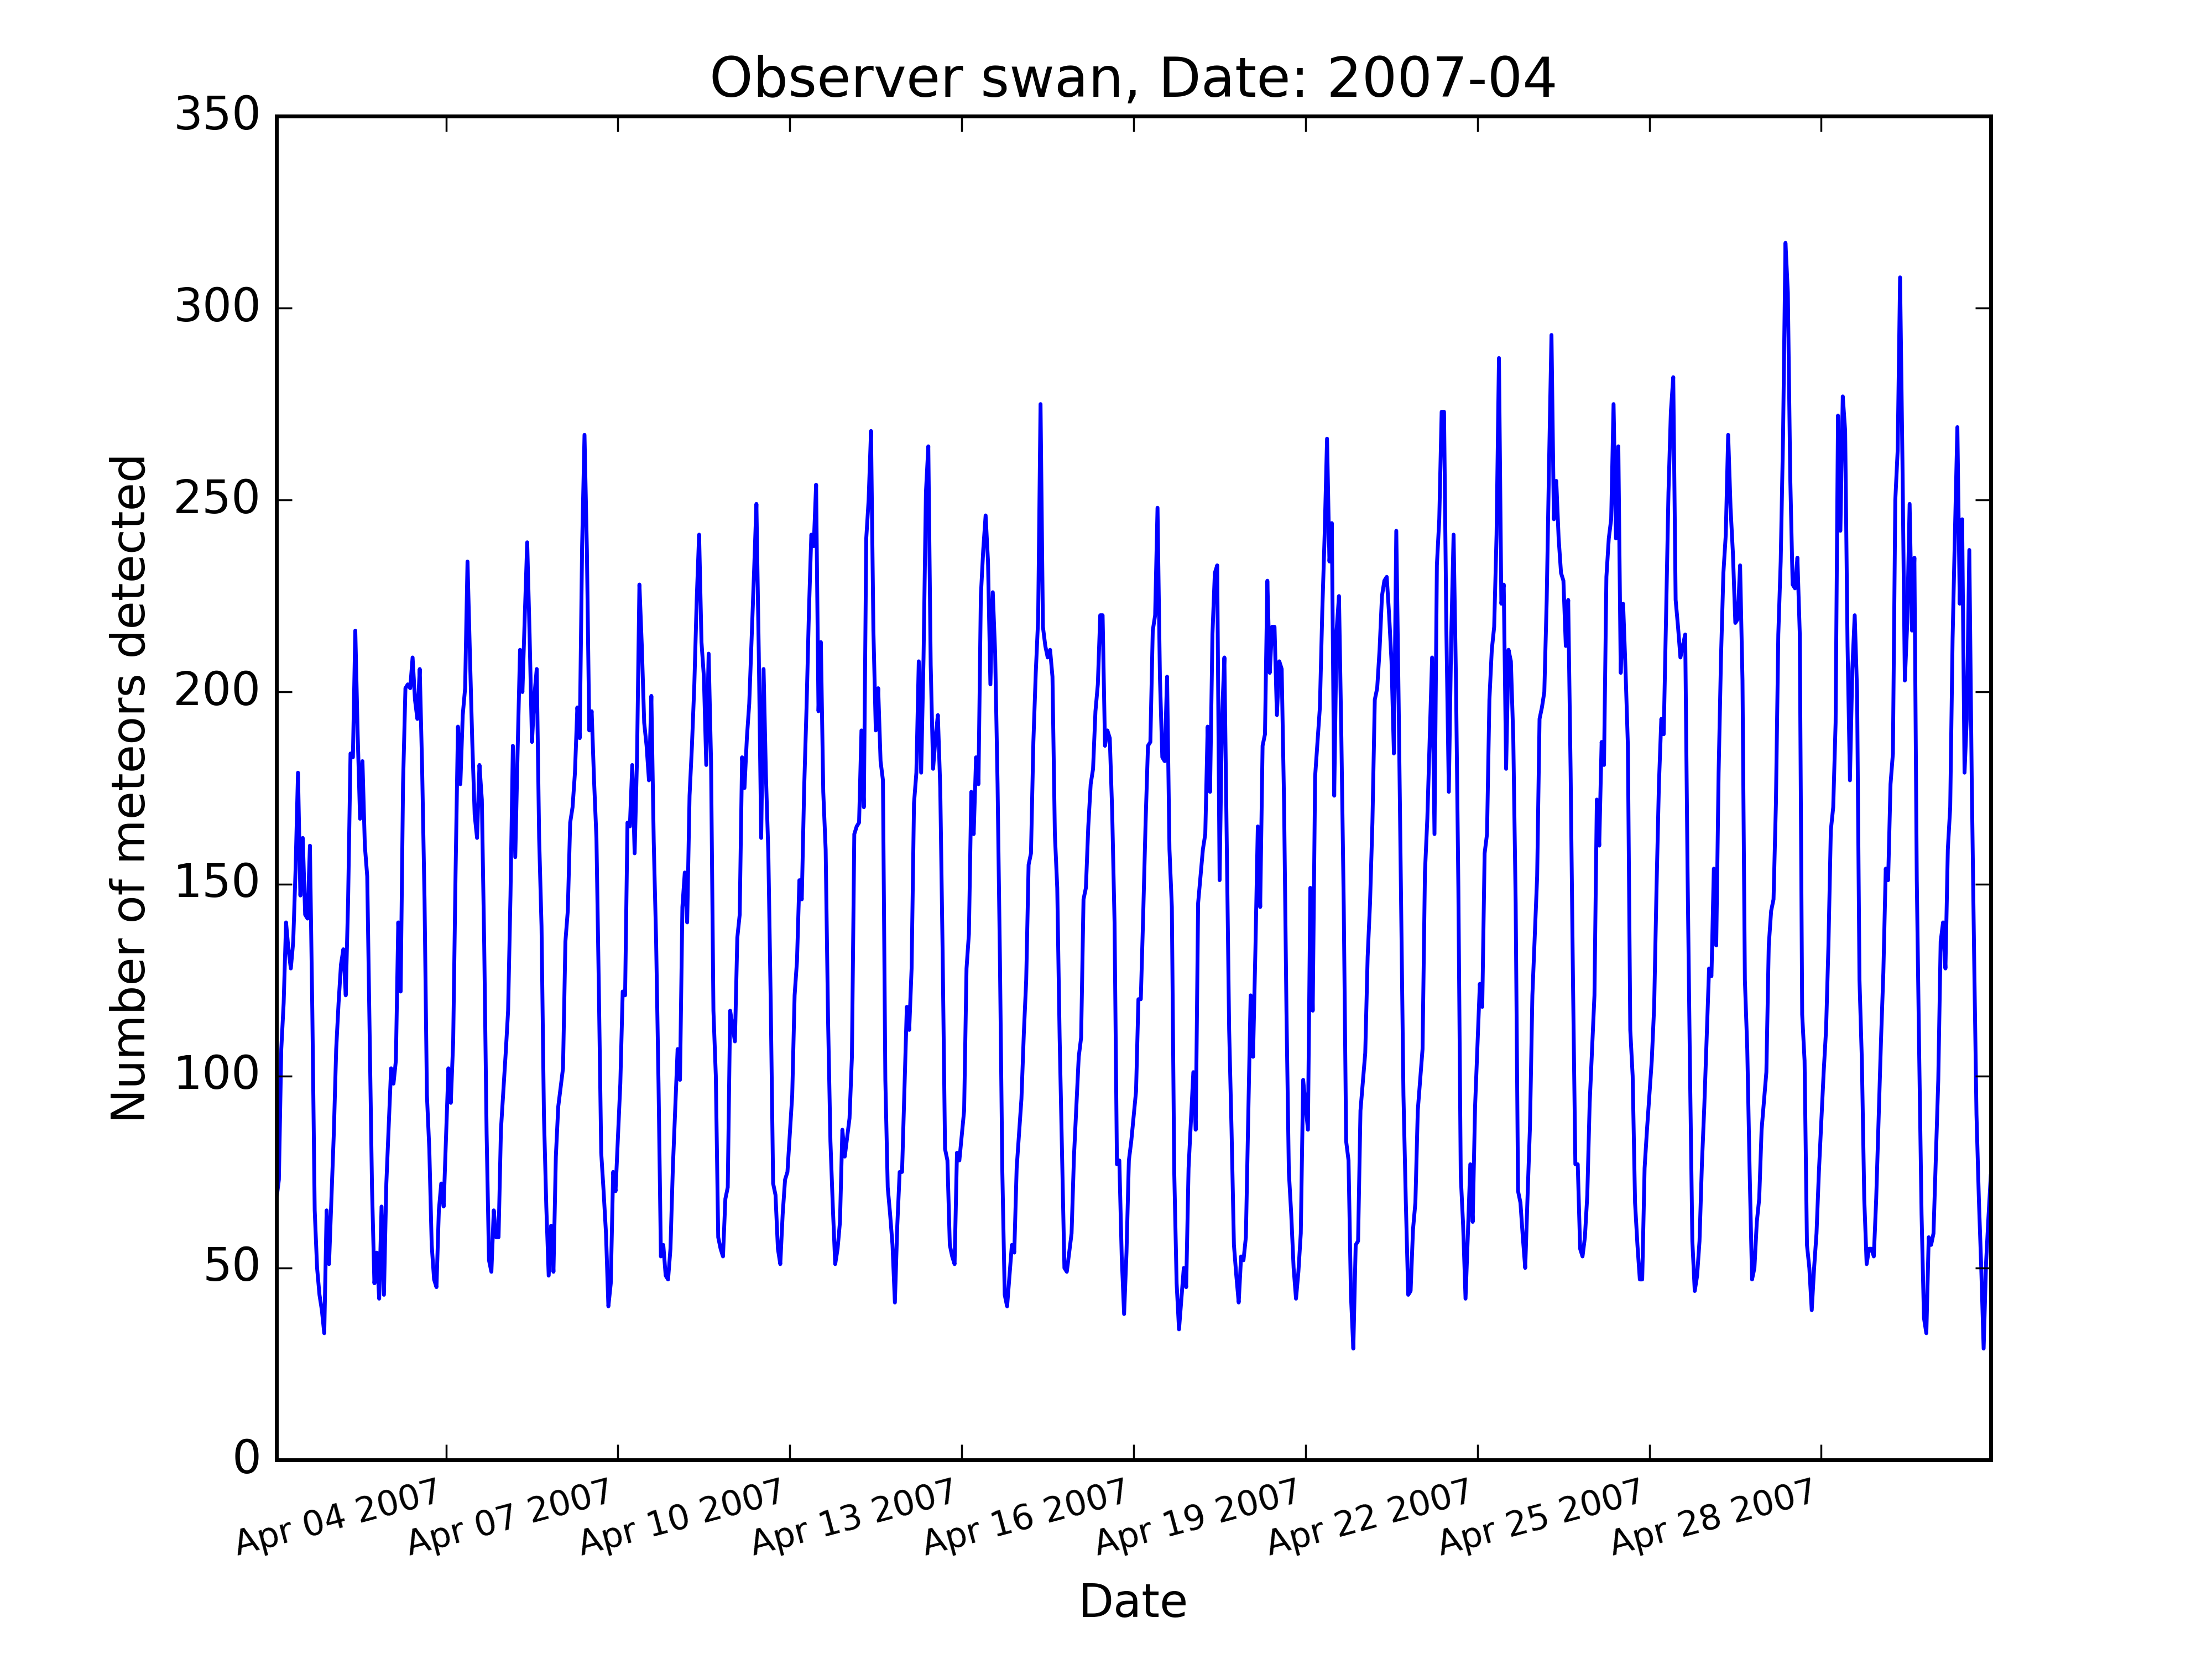 Observer swan, Date: 2007-04
350
300
250
200
150
100
50
0
Number of meteors detected
Apr 04 2007
Apr 07 2007
Apr 10 2007
Apr 13 2007
Apr 16 2007
Apr 19 2007
Apr 22 2007
Apr 25 2007
Apr 28 2007
Date